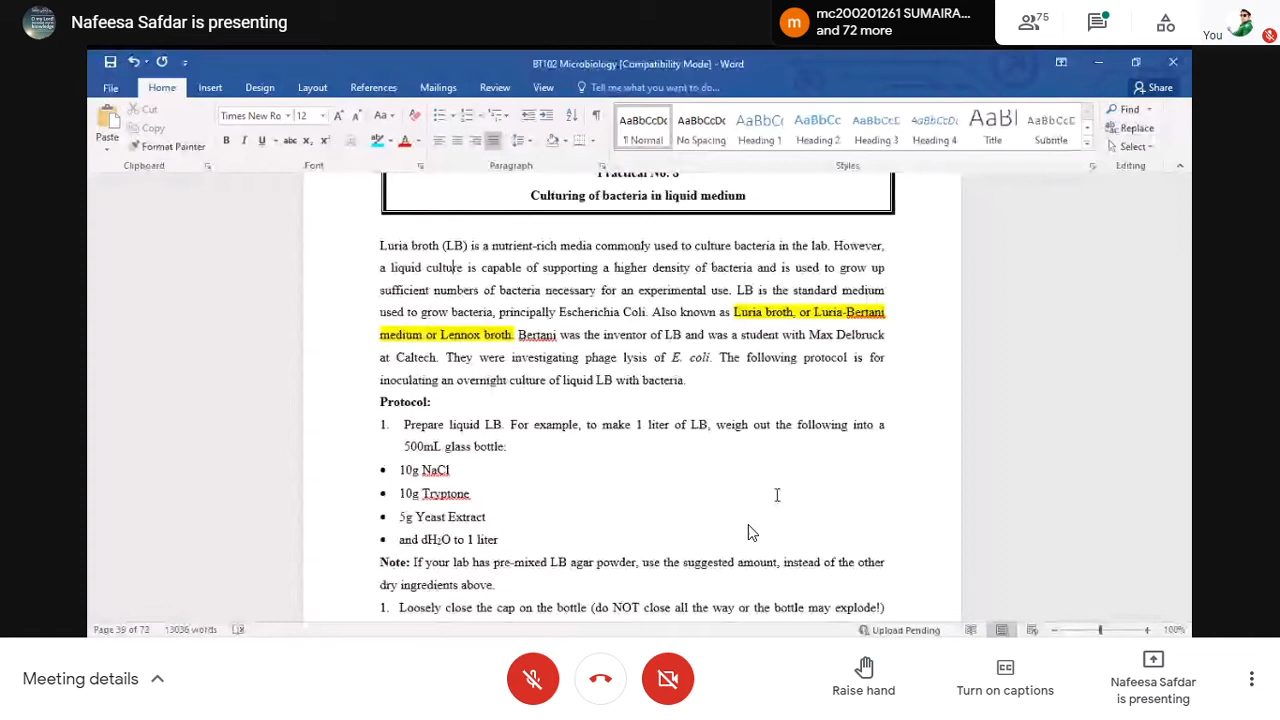 Nafeesa Safdar is presenting
mc200201261 SUMAIRA...
and 72 more
75
You
BT102 Microbiology [Compatibility Mode] - Word
File Home Insert Design Layout References Mailings Review View Tell me what you want to do... Share
Paste
Cut
Copy
Format Painter
Times New Ro 12
Clipboard Font Paragraph Styles Editing
AaBbCcDc AaBbCcDc AaBbCc AaBbCc AaBbCcD AaBbCcD AaBl AaBbCcD
¶ Normal No Spacing Heading 1 Heading 2 Heading 3 Heading 4 Title Subtitle
Find
Replace
Select
Culturing of bacteria in liquid medium
Luria broth (LB) is a nutrient-rich media commonly used to culture bacteria in the lab. However,
a liquid culture is capable of supporting a higher density of bacteria and is used to grow up
sufficient numbers of bacteria necessary for an experimental use. LB is the standard medium
used to grow bacteria, principally Escherichia Coli. Also known as Luria broth, or Luria-Bertani
medium or Lennox broth. Bertani was the inventor of LB and was a student with Max Delbruck
at Caltech. They were investigating phage lysis of E. coli. The following protocol is for
inoculating an overnight culture of liquid LB with bacteria.
Protocol:
1. Prepare liquid LB. For example, to make 1 liter of LB, weigh out the following into a
500mL glass bottle:
• 10g NaCl
• 10g Tryptone
• 5g Yeast Extract
• and dH2O to 1 liter
Note: If your lab has pre-mixed LB agar powder, use the suggested amount, instead of the other
dry ingredients above.
1. Loosely close the cap on the bottle (do NOT close all the way or the bottle may explode!)
Page 39 of 73 13036 words Upload Pending 100%
Meeting details
Raise hand
Turn on captions
Nafeesa Safdar
is presenting